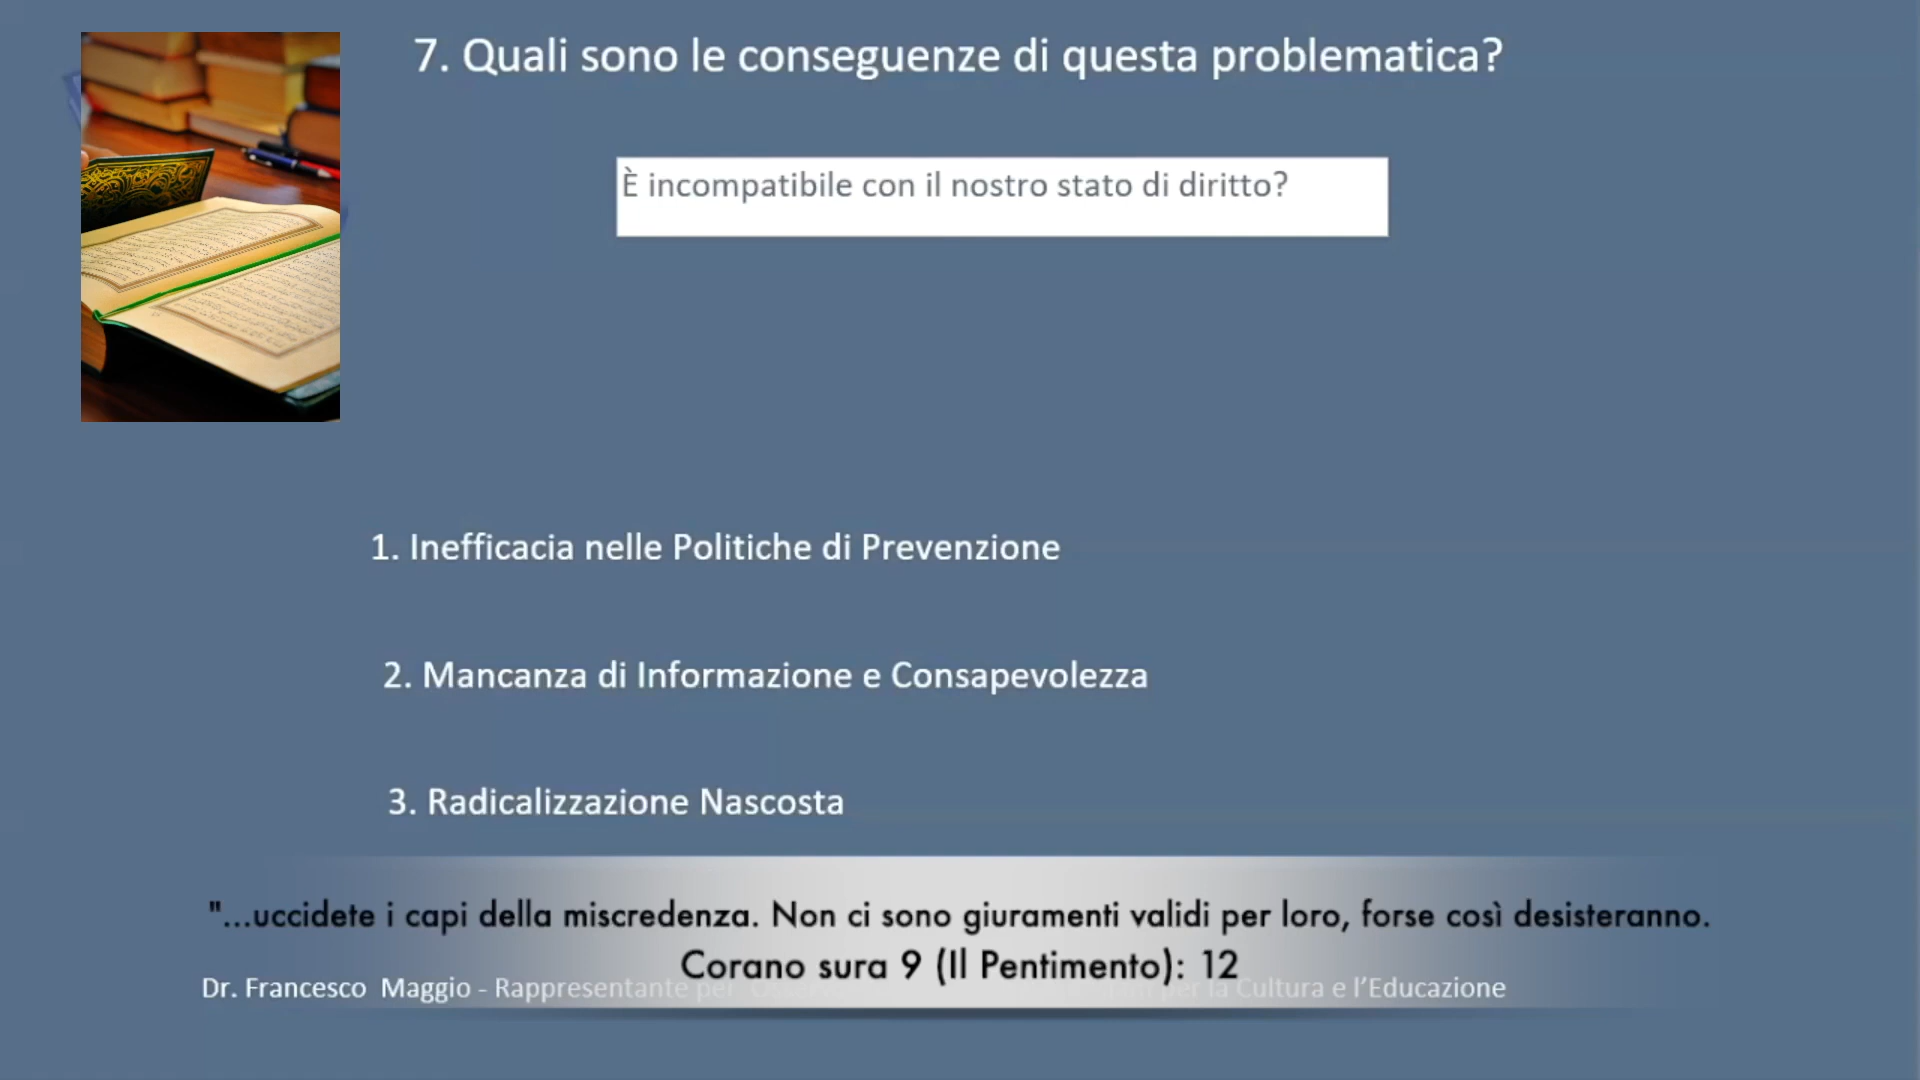 7. Quali sono le conseguenze di questa problematica?
È incompatibile con il nostro stato di diritto?
1. Inefficacia nelle Politiche di Prevenzione
2. Mancanza di Informazione e Consapevolezza
3. Radicalizzazione Nascosta
"...uccidete i capi della miscredenza. Non ci sono giuramenti validi per loro, forse così desisteranno.
Corano sura 9 (Il Pentimento): 12
Dr. Francesco Maggio - Rappresentante per la Cultura e l’Educazione